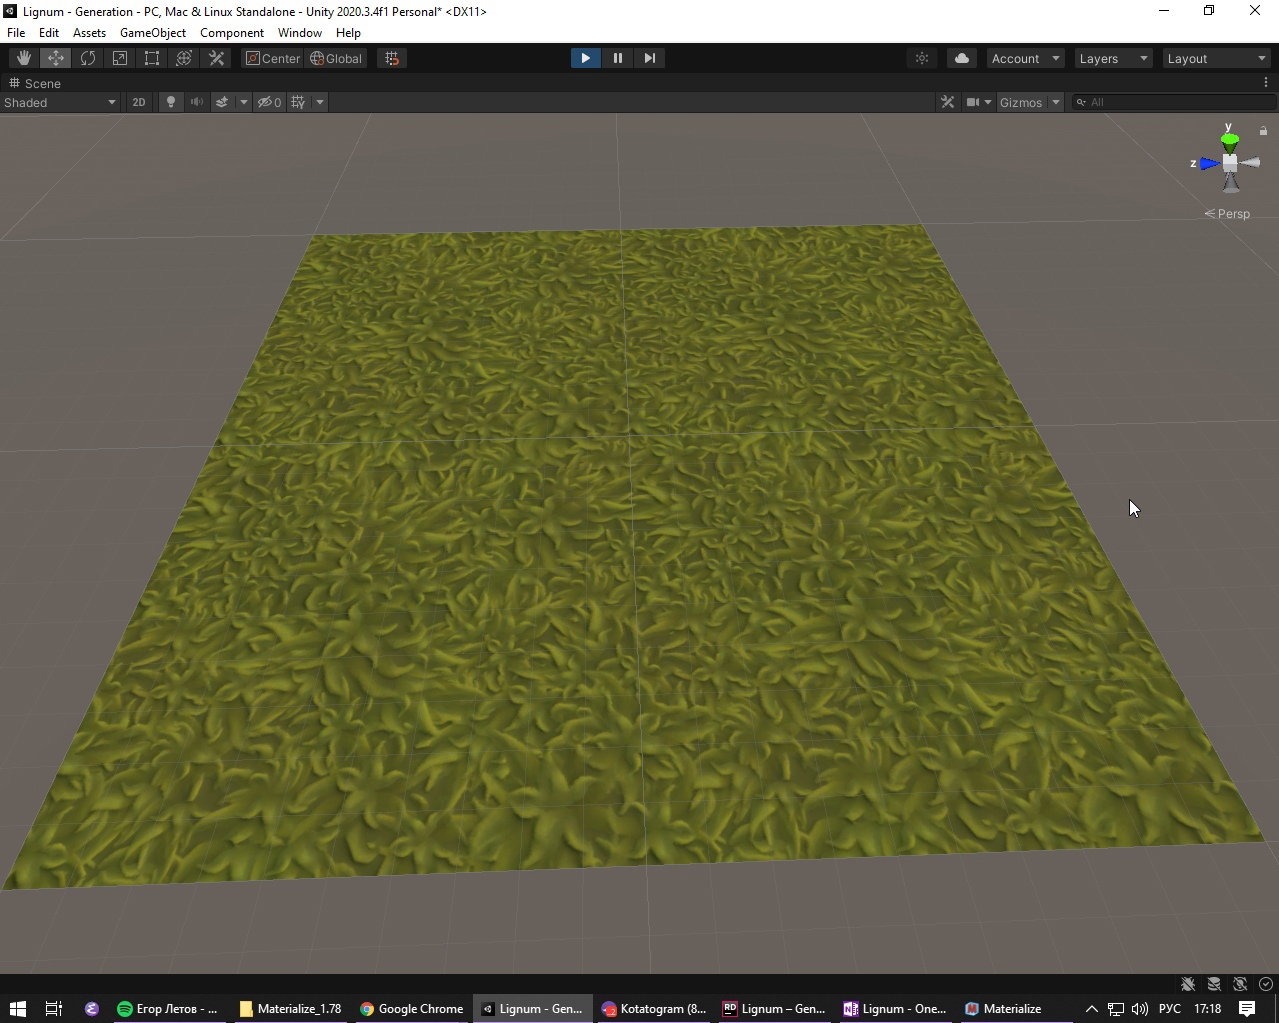 Lignum - Generation - PC, Mac & Linux Standalone - Unity 2020.3.4f1 Personal* <DX11>
File Edit Assets GameObject Component Window Help
Center Global Account Layers Layout
Scene
Shaded 2D 0 Gizmos All
y
z
Persp
Егор Летов - ... Materialize_1.78 Google Chrome Lignum - Gen... Kotatogram (8... RD Lignum – Gen... Lignum - One... Materialize РУС 17:18